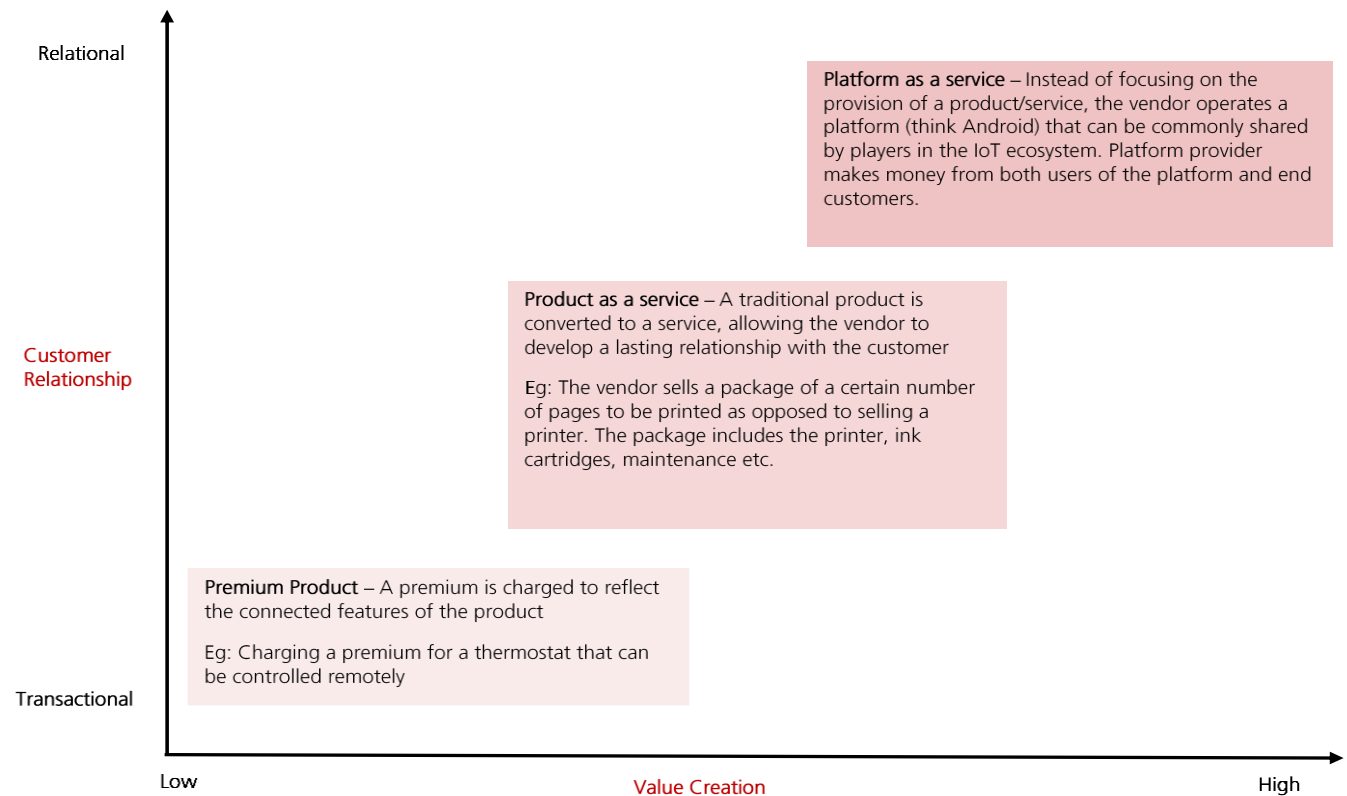 Relational
Platform as a service – Instead of focusing on the
provision of a product/service, the vendor operates a
platform (think Android) that can be commonly shared
by players in the IoT ecosystem. Platform provider
makes money from both users of the platform and end
customers.
Product as a service – A traditional product is
converted to a service, allowing the vendor to
develop a lasting relationship with the customer
Eg: The vendor sells a package of a certain number
of pages to be printed as opposed to selling a
printer. The package includes the printer, ink
cartridges, maintenance etc.
Customer
Relationship
Premium Product – A premium is charged to reflect
the connected features of the product
Eg: Charging a premium for a thermostat that can
be controlled remotely
Transactional
Low
Value Creation
High